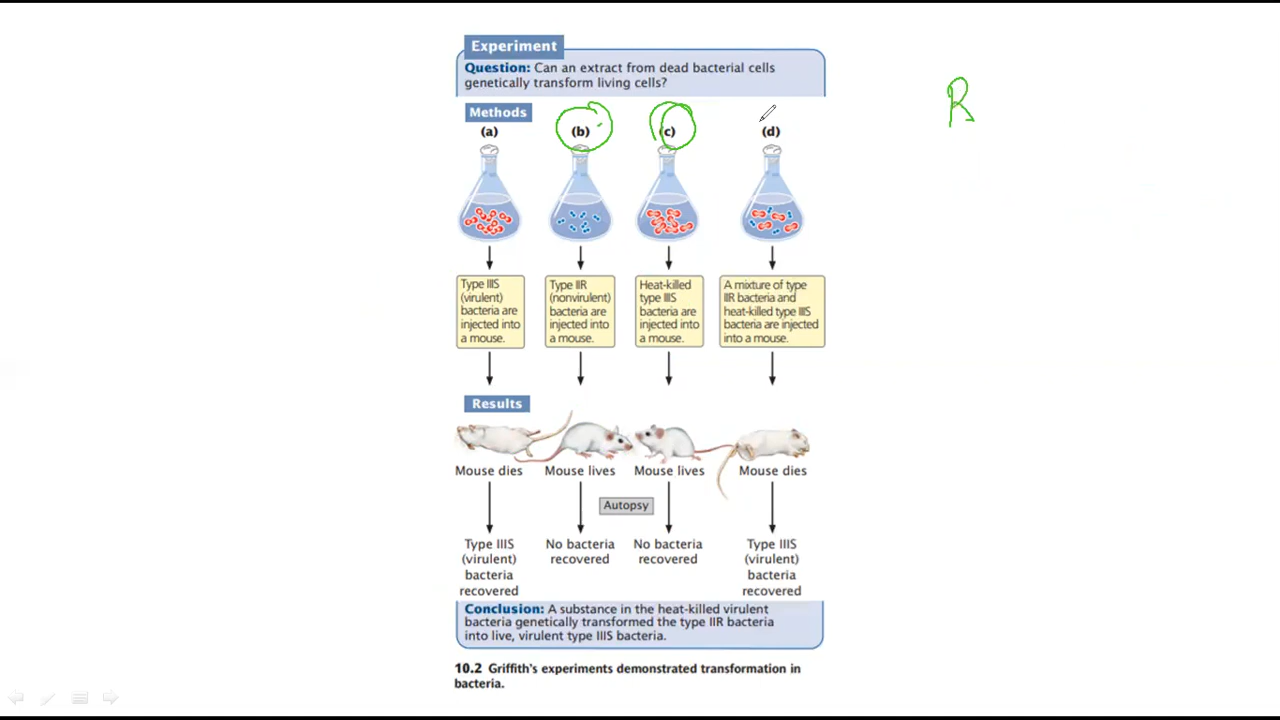 Experiment
Question: Can an extract from dead bacterial cells
genetically transform living cells?
Methods
(a) (b) (c) (d)
R
Type IIIS
(virulent)
bacteria are
injected into
a mouse.
Type IIR
(nonvirulent)
bacteria are
injected into
a mouse.
Heat-killed
type IIIS
bacteria are
injected into
a mouse.
A mixture of type
IIR bacteria and
heat-killed type IIIS
bacteria are injected
into a mouse.
Results
Mouse dies
Mouse lives
Mouse lives
Mouse dies
Autopsy
Type IIIS
(virulent)
bacteria
recovered
No bacteria
recovered
No bacteria
recovered
Type IIIS
(virulent)
bacteria
recovered
Conclusion: A substance in the heat-killed virulent
bacteria genetically transformed the type IIR bacteria
into live, virulent type IIIS bacteria.
10.2 Griffith's experiments demonstrated transformation in
bacteria.